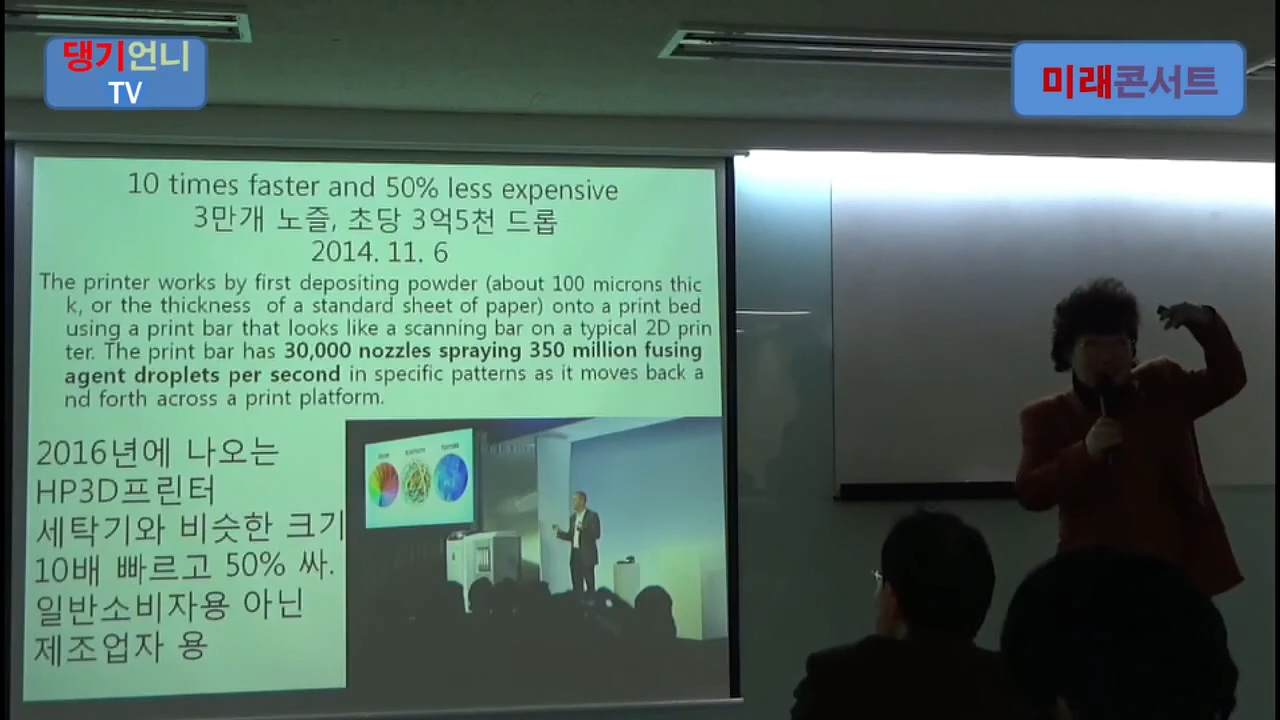 댕기언니
TV
미래콘서트
10 times faster and 50% less expensive
3만개 노즐, 초당 3억5천 드롭
2014. 11. 6
The printer works by first depositing powder (about 100 microns thic
k, or the thickness of a standard sheet of paper) onto a print bed
using a print bar that looks like a scanning bar on a typical 2D prin
ter. The print bar has 30,000 nozzles spraying 350 million fusing
agent droplets per second in specific patterns as it moves back a
nd forth across a print platform.
2016년에 나오는
HP3D프린터
세탁기와 비슷한 크기
10배 빠르고 50% 싸.
일반소비자용 아닌
제조업자 용